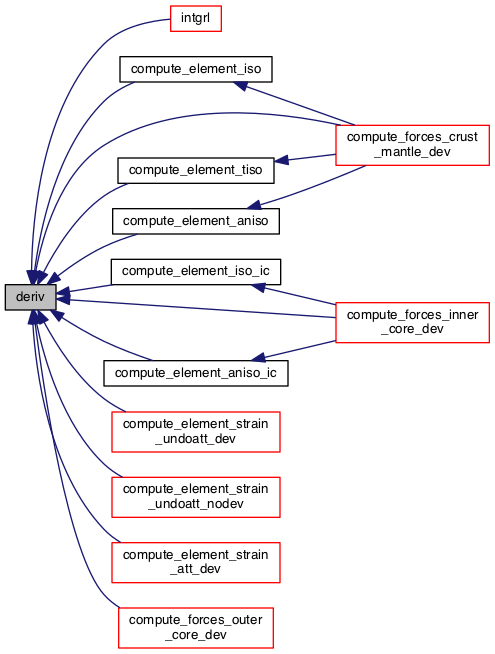 intgrl
compute_element_iso
compute_forces_crust
_mantle_dev
compute_element_tiso
compute_element_aniso
compute_element_iso_ic
deriv
compute_forces_inner
_core_dev
compute_element_aniso_ic
compute_element_strain
_undoatt_dev
compute_element_strain
_undoatt_nodev
compute_element_strain
_att_dev
compute_forces_outer
_core_dev